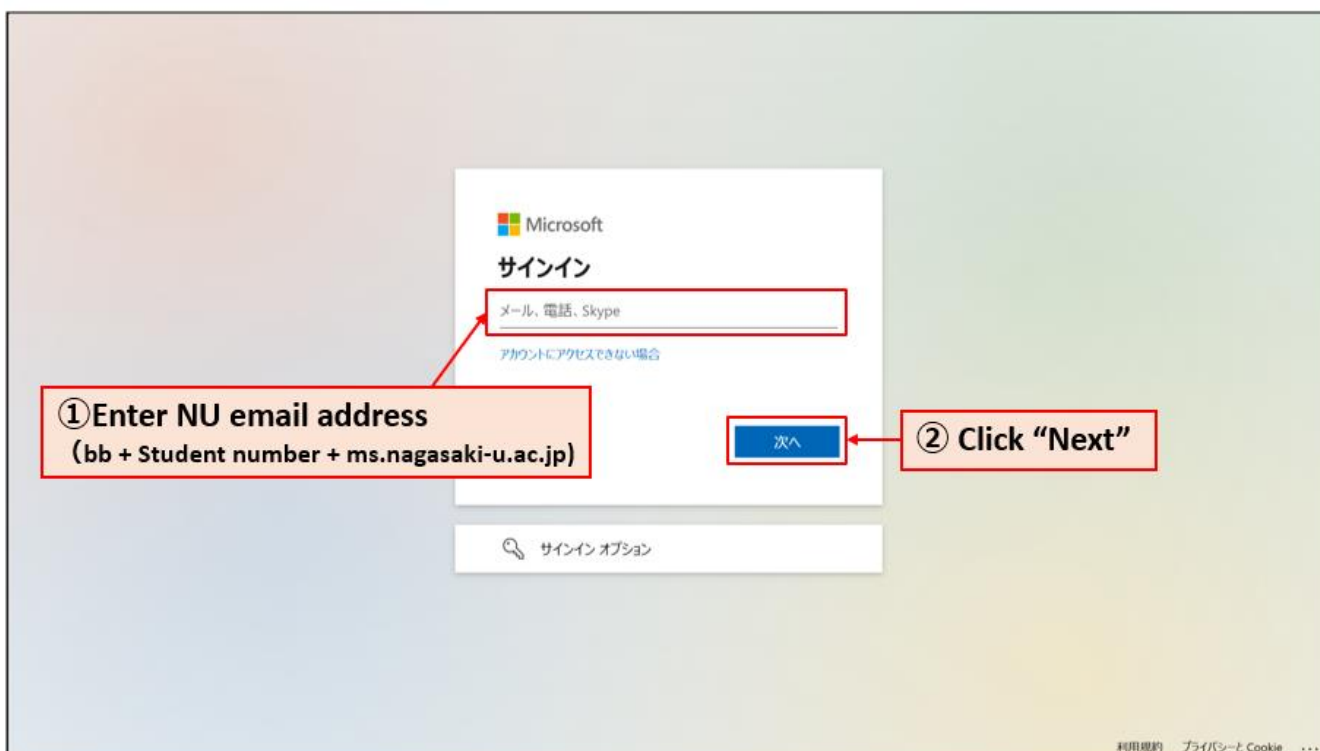 Microsoft
サインイン
メール、電話、Skype
アカウントにアクセスできない場合
①Enter NU email address
（bb + Student number + ms.nagasaki-u.ac.jp)
次へ
② Click “Next”
サインイン オプション
利用規約 プライバシーと Cookie ...